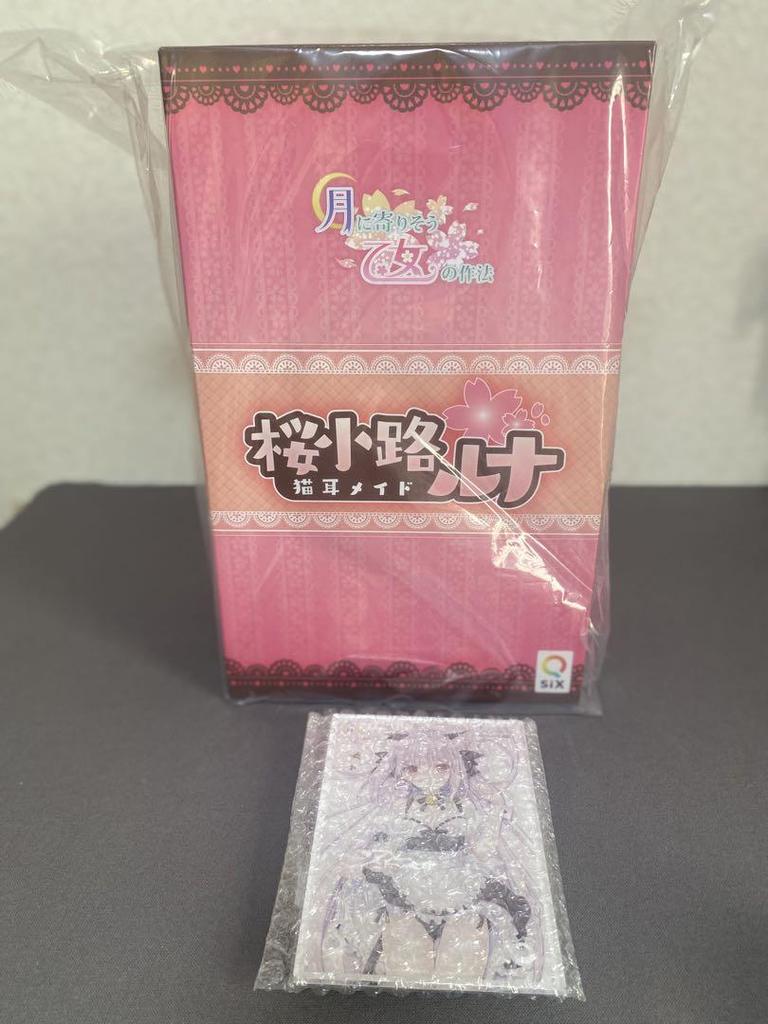 月に寄りそう
乙女の作法
桜小路ルナ
猫耳メイド
SiX